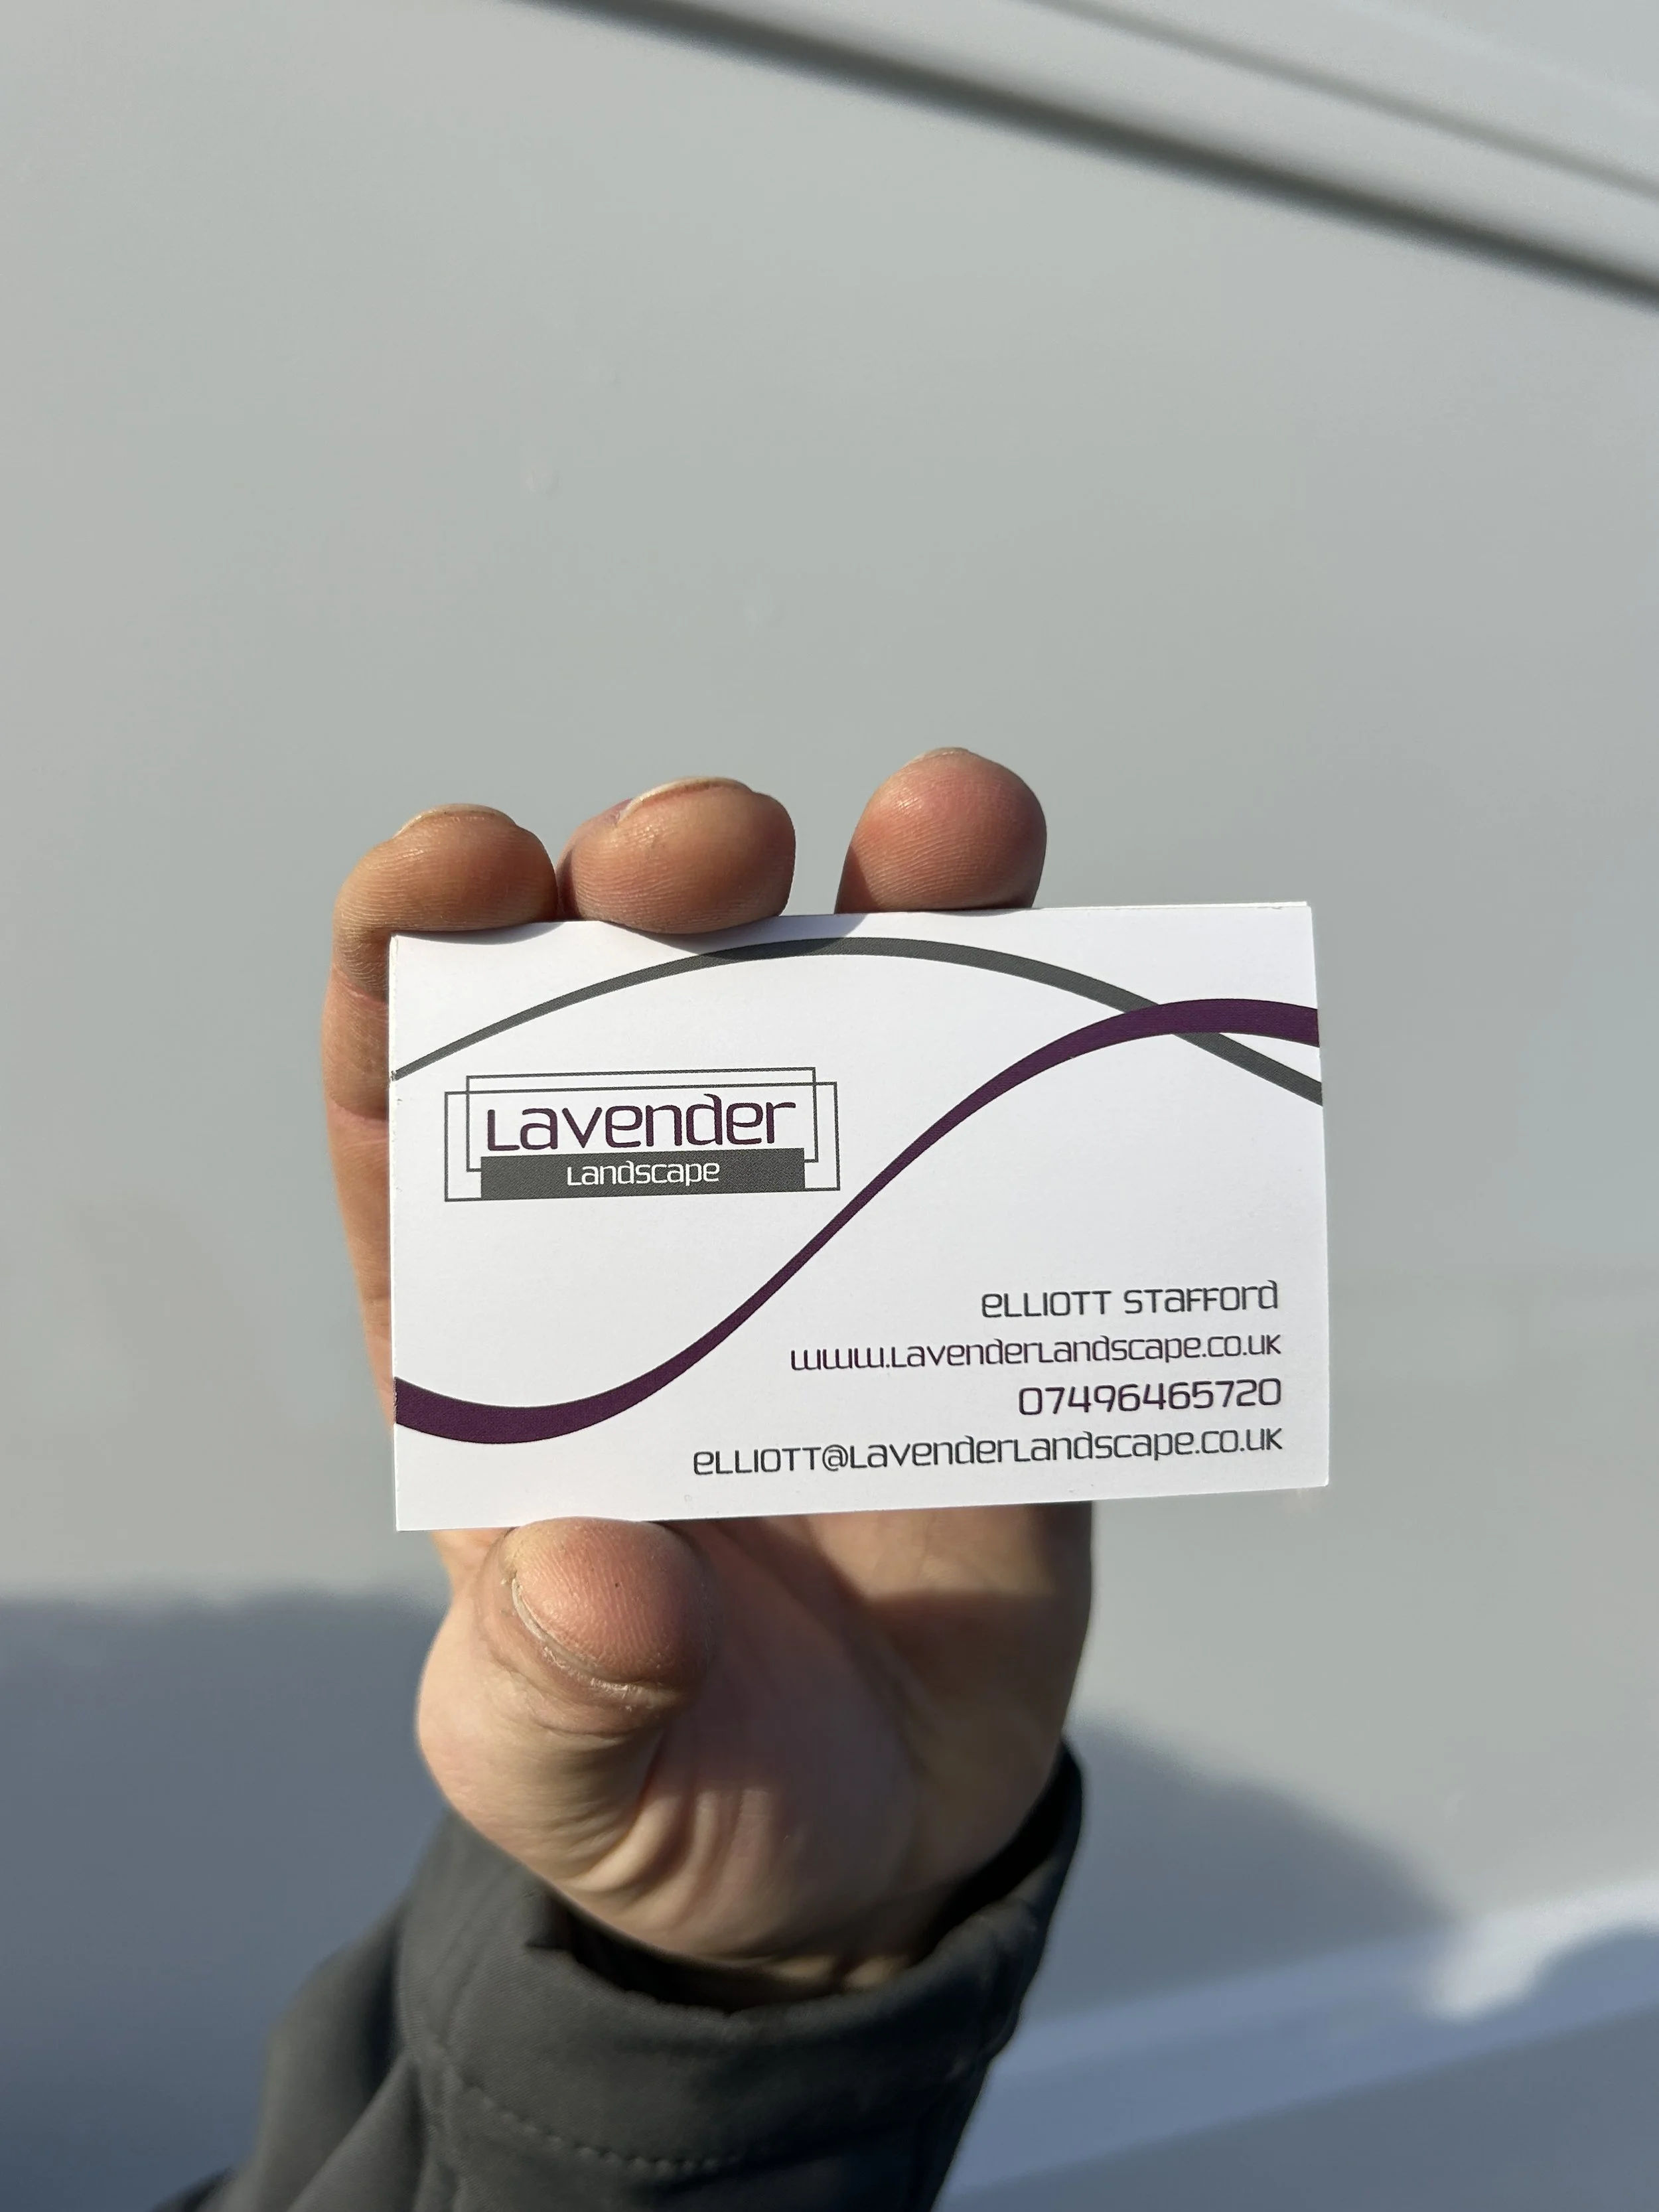 Lavender
Landscape
ELLIOTT STAFFORD
www.LavenderLandscape.co.uk
07496465720
ELLIOTT@LavenderLandscape.co.uk